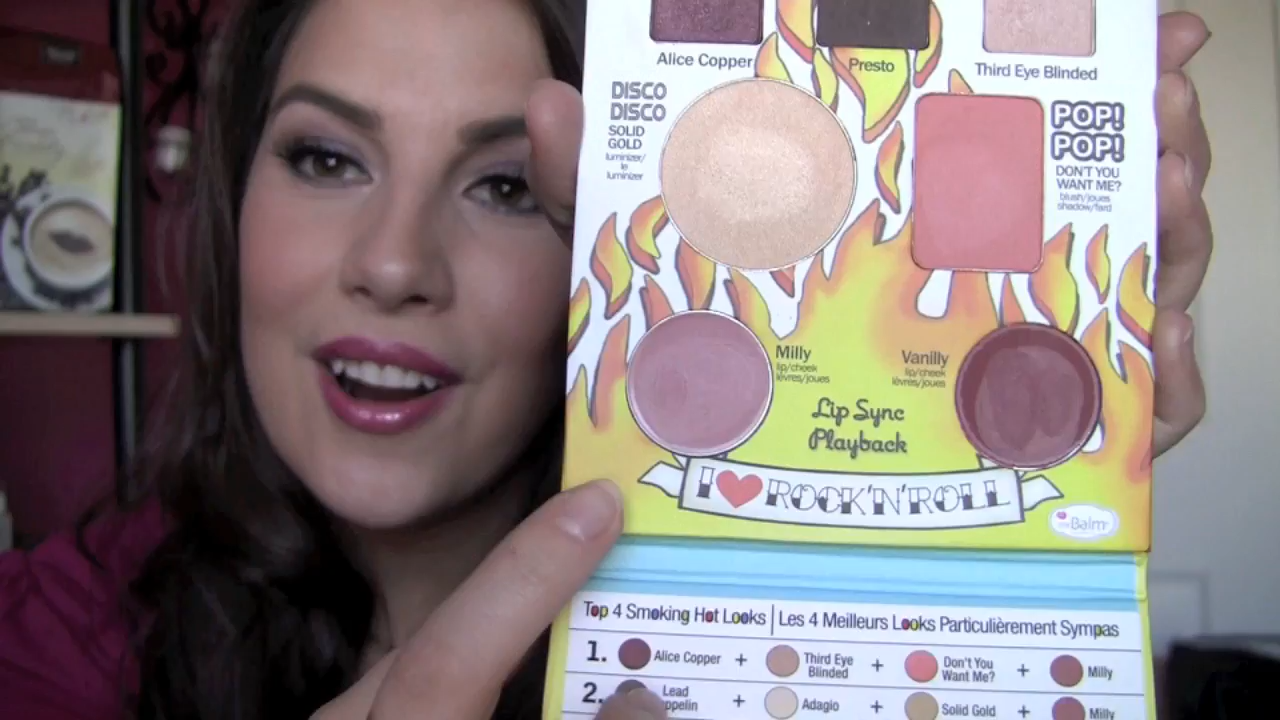 Alice Copper
Presto
Third Eye Blinded
DISCO
DISCO
SOLID
GOLD
luminizer/
le
luminizer
POP!
POP!
DON'T YOU
WANT ME?
blush/joues
shadow/fard
Milly
lip/cheek
lèvres/joues
Vanilly
lip/cheek
lèvres/joues
Lip Sync
Playback
I ROCK'N'ROLL
theBalm
Top 4 Smoking Hot Looks | Les 4 Meilleurs Looks Particulièrement Sympas
1. Alice Copper + Third Eye Blinded + Don't You Want Me? + Milly
2. Lead ppelin + Adagio + Solid Gold + Milly